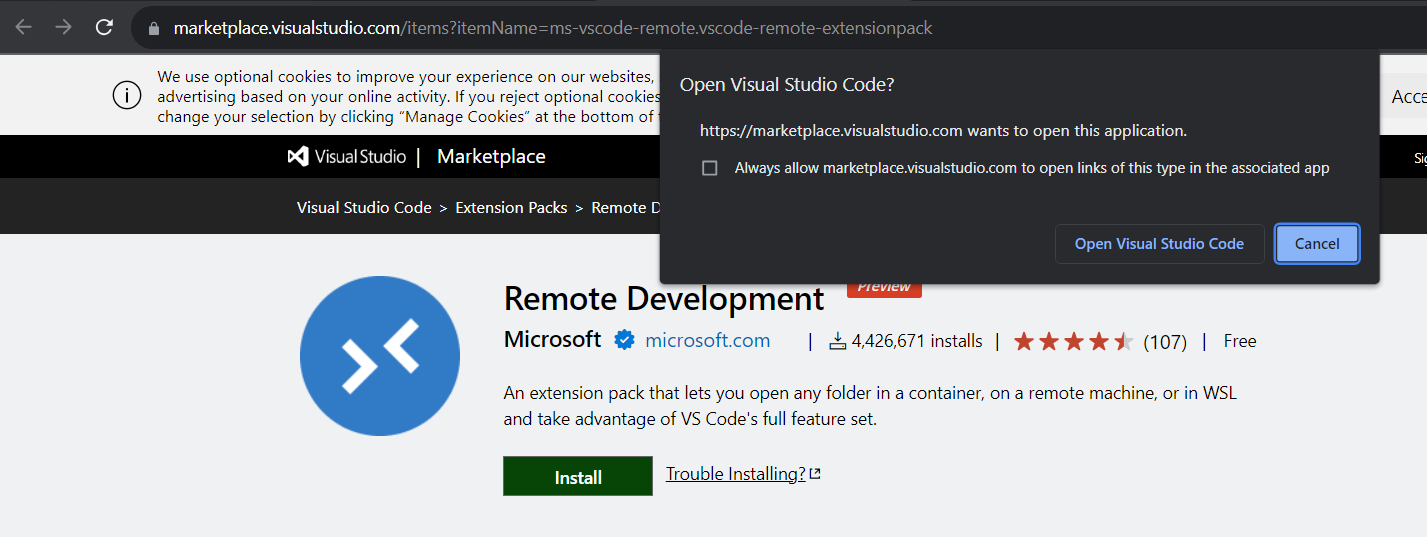 marketplace.visualstudio.com/items?itemName=ms-vscode-remote.vscode-remote-extensionpack
We use optional cookies to improve your experience on our websites,
advertising based on your online activity. If you reject optional cookies
change your selection by clicking “Manage Cookies” at the bottom of
Open Visual Studio Code?
https://marketplace.visualstudio.com wants to open this application.
Always allow marketplace.visualstudio.com to open links of this type in the associated app
Open Visual Studio Code
Cancel
Acce
Visual Studio | Marketplace
Sig
Visual Studio Code > Extension Packs > Remote D
Remote Development
Preview
Microsoft microsoft.com | 4,426,671 installs | (107) | Free
An extension pack that lets you open any folder in a container, on a remote machine, or in WSL
and take advantage of VS Code's full feature set.
Install
Trouble Installing?